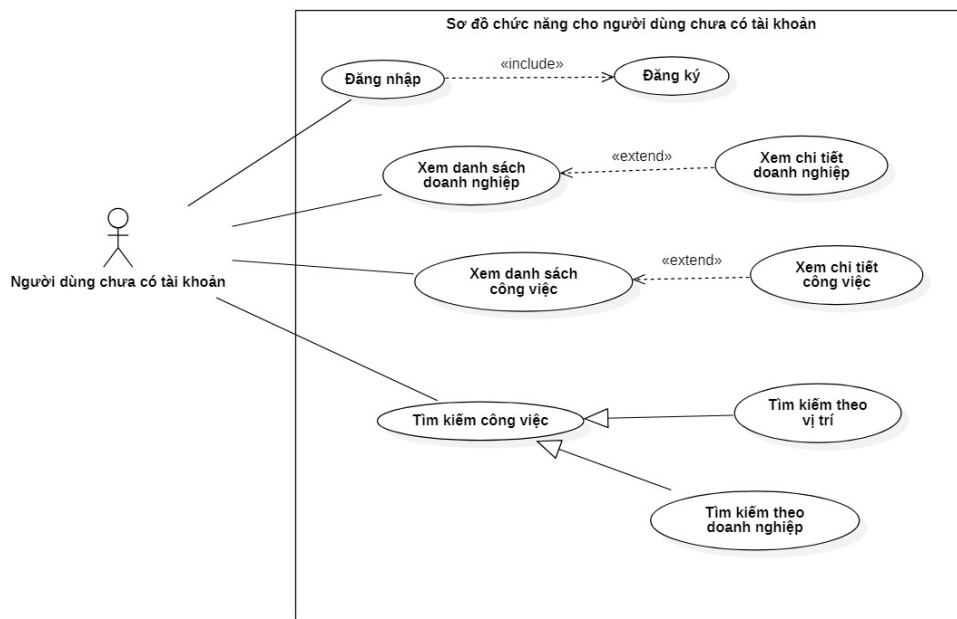 Sơ đồ chức năng cho người dùng chưa có tài khoản
Đăng nhập
«include»
Đăng ký
Xem danh sách
doanh nghiệp
«extend»
Xem chi tiết
doanh nghiệp
Người dùng chưa có tài khoản
Xem danh sách
công việc
«extend»
Xem chi tiết
công việc
Tìm kiếm công việc
Tìm kiếm theo
vị trí
Tìm kiếm theo
doanh nghiệp